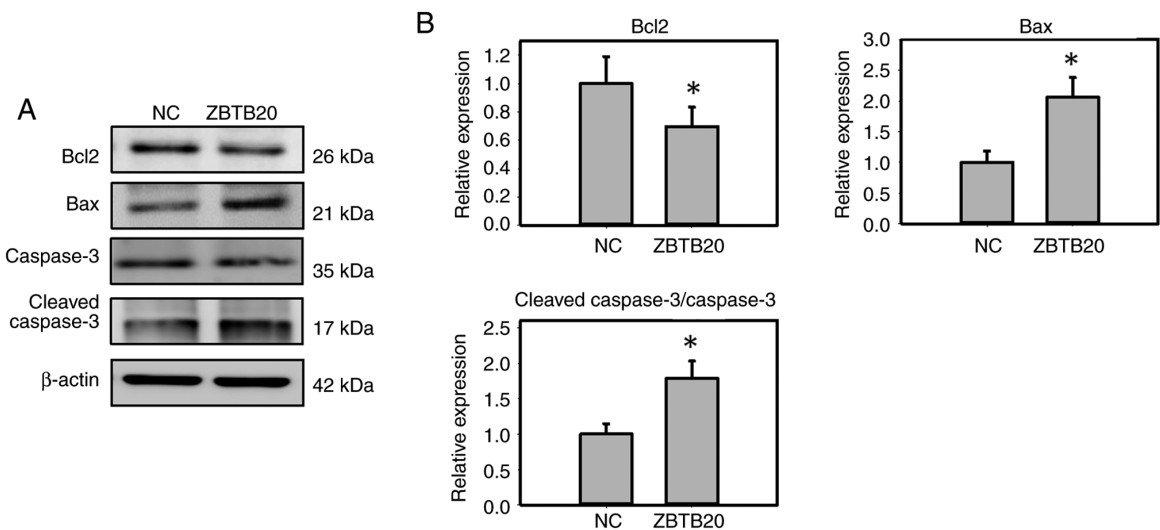 A
NC ZBTB20
Bcl2 26 kDa
Bax 21 kDa
Caspase-3 35 kDa
Cleaved
caspase-3 17 kDa
β-actin 42 kDa
B
Bcl2
Relative expression
1.2
1.0
0.8
0.6
0.4
0.2
0.0
NC ZBTB20
*
Bax
Relative expression
3.0
2.5
2.0
1.5
1.0
0.5
0.0
NC ZBTB20
*
Cleaved caspase-3/caspase-3
Relative expression
2.5
2.0
1.5
1.0
0.5
0.0
NC ZBTB20
*